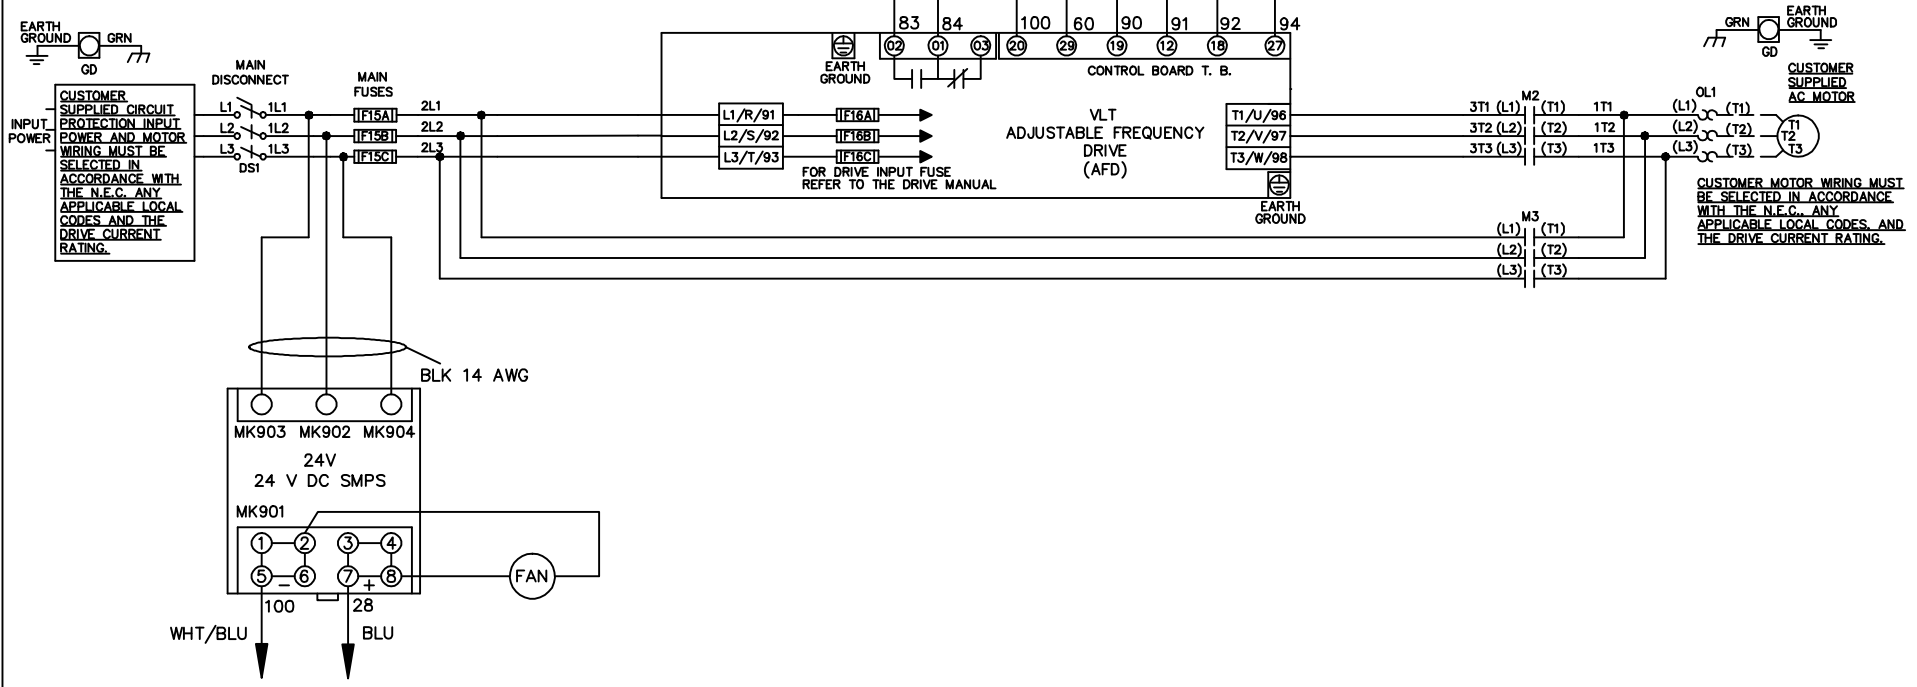 83 84 100 60 90 91 92 94
EARTH
GROUND
GRN
GD
02 01 03 20 29 19 12 18 27
EARTH
GROUND
CONTROL BOARD T. B.
GRN
EARTH
GROUND
GD
CUSTOMER
SUPPLIED
AC MOTOR
MAIN
DISCONNECT
MAIN
FUSES
INPUT
POWER
CUSTOMER
SUPPLIED CIRCUIT
PROTECTION INPUT
POWER AND MOTOR
WIRING MUST BE
SELECTED IN
ACCORDANCE WITH
THE N.E.C. ANY
APPLICABLE LOCAL
CODES AND THE
DRIVE CURRENT
RATING.
L1 1L1 F15A 2L1
L2 1L2 F15B 2L2
L3 1L3 F15C 2L3
DS1
L1/R/91 F16A
L2/S/92 F16B
L3/T/93 F16C
FOR DRIVE INPUT FUSE
REFER TO THE DRIVE MANUAL
VLT
ADJUSTABLE FREQUENCY
DRIVE
(AFD)
T1/U/96
T2/V/97
T3/W/98
EARTH
GROUND
M2
3T1 (L1) (T1) 1T1
3T2 (L2) (T2) 1T2
3T3 (L3) (T3) 1T3
OL1
(L1) (T1)
(L2) (T2)
(L3) (T3)
T1
T2
T3
CUSTOMER MOTOR WIRING MUST
BE SELECTED IN ACCORDANCE
WITH THE N.E.C., ANY
APPLICABLE LOCAL CODES, AND
THE DRIVE CURRENT RATING.
M3
(L1) (T1)
(L2) (T2)
(L3) (T3)
BLK 14 AWG
MK903 MK902 MK904
24V
24 V DC SMPS
MK901
1 2 3 4
5 6 7 8
− +
FAN
100 28
WHT/BLU BLU